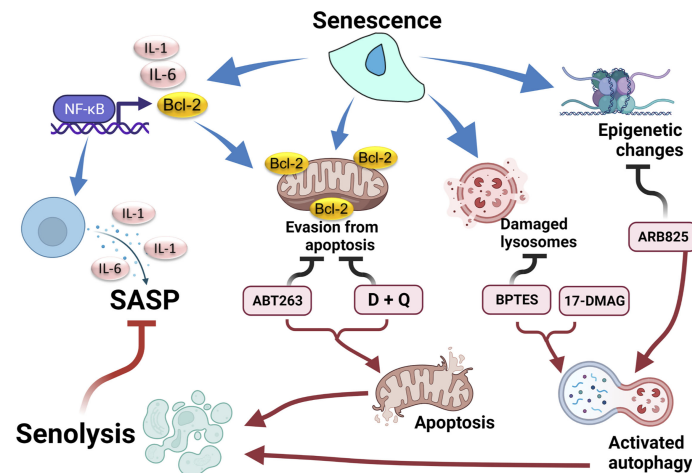 Senescence
IL-1
IL-6
NF-κB
Bcl-2
Epigenetic
changes
Bcl-2
Bcl-2
Bcl-2
Evasion from
apoptosis
Damaged
lysosomes
IL-1
IL-1
IL-6
SASP
ARB825
ABT263
D + Q
BPTES
17-DMAG
Senolysis
Apoptosis
Activated
autophagy